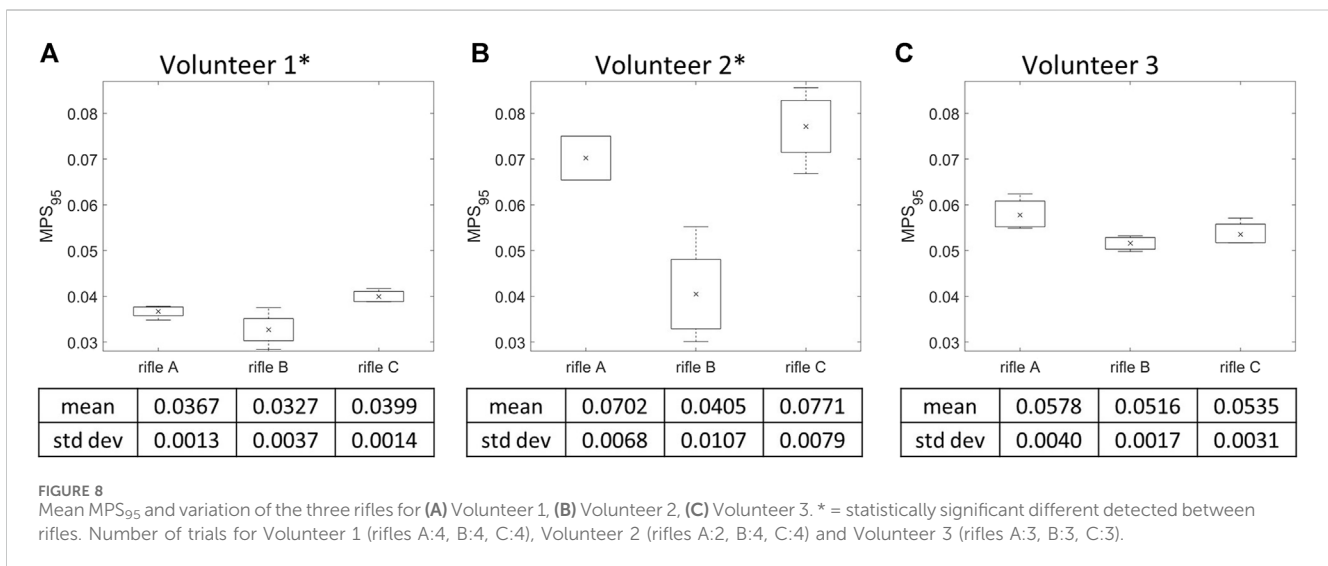 A
Volunteer 1*
MPS95
0.08
0.07
0.06
0.05
0.04
0.03
rifle A rifle B rifle C
mean 0.0367 0.0327 0.0399
std dev 0.0013 0.0037 0.0014
B
Volunteer 2*
MPS95
0.08
0.07
0.06
0.05
0.04
0.03
rifle A rifle B rifle C
mean 0.0702 0.0405 0.0771
std dev 0.0068 0.0107 0.0079
C
Volunteer 3
MPS95
0.08
0.07
0.06
0.05
0.04
0.03
rifle A rifle B rifle C
mean 0.0578 0.0516 0.0535
std dev 0.0040 0.0017 0.0031
FIGURE 8
Mean MPS95 and variation of the three rifles for (A) Volunteer 1, (B) Volunteer 2, (C) Volunteer 3. * = statistically significant different detected between
rifles. Number of trials for Volunteer 1 (rifles A:4, B:4, C:4), Volunteer 2 (rifles A:2, B:4, C:4) and Volunteer 3 (rifles A:3, B:3, C:3).